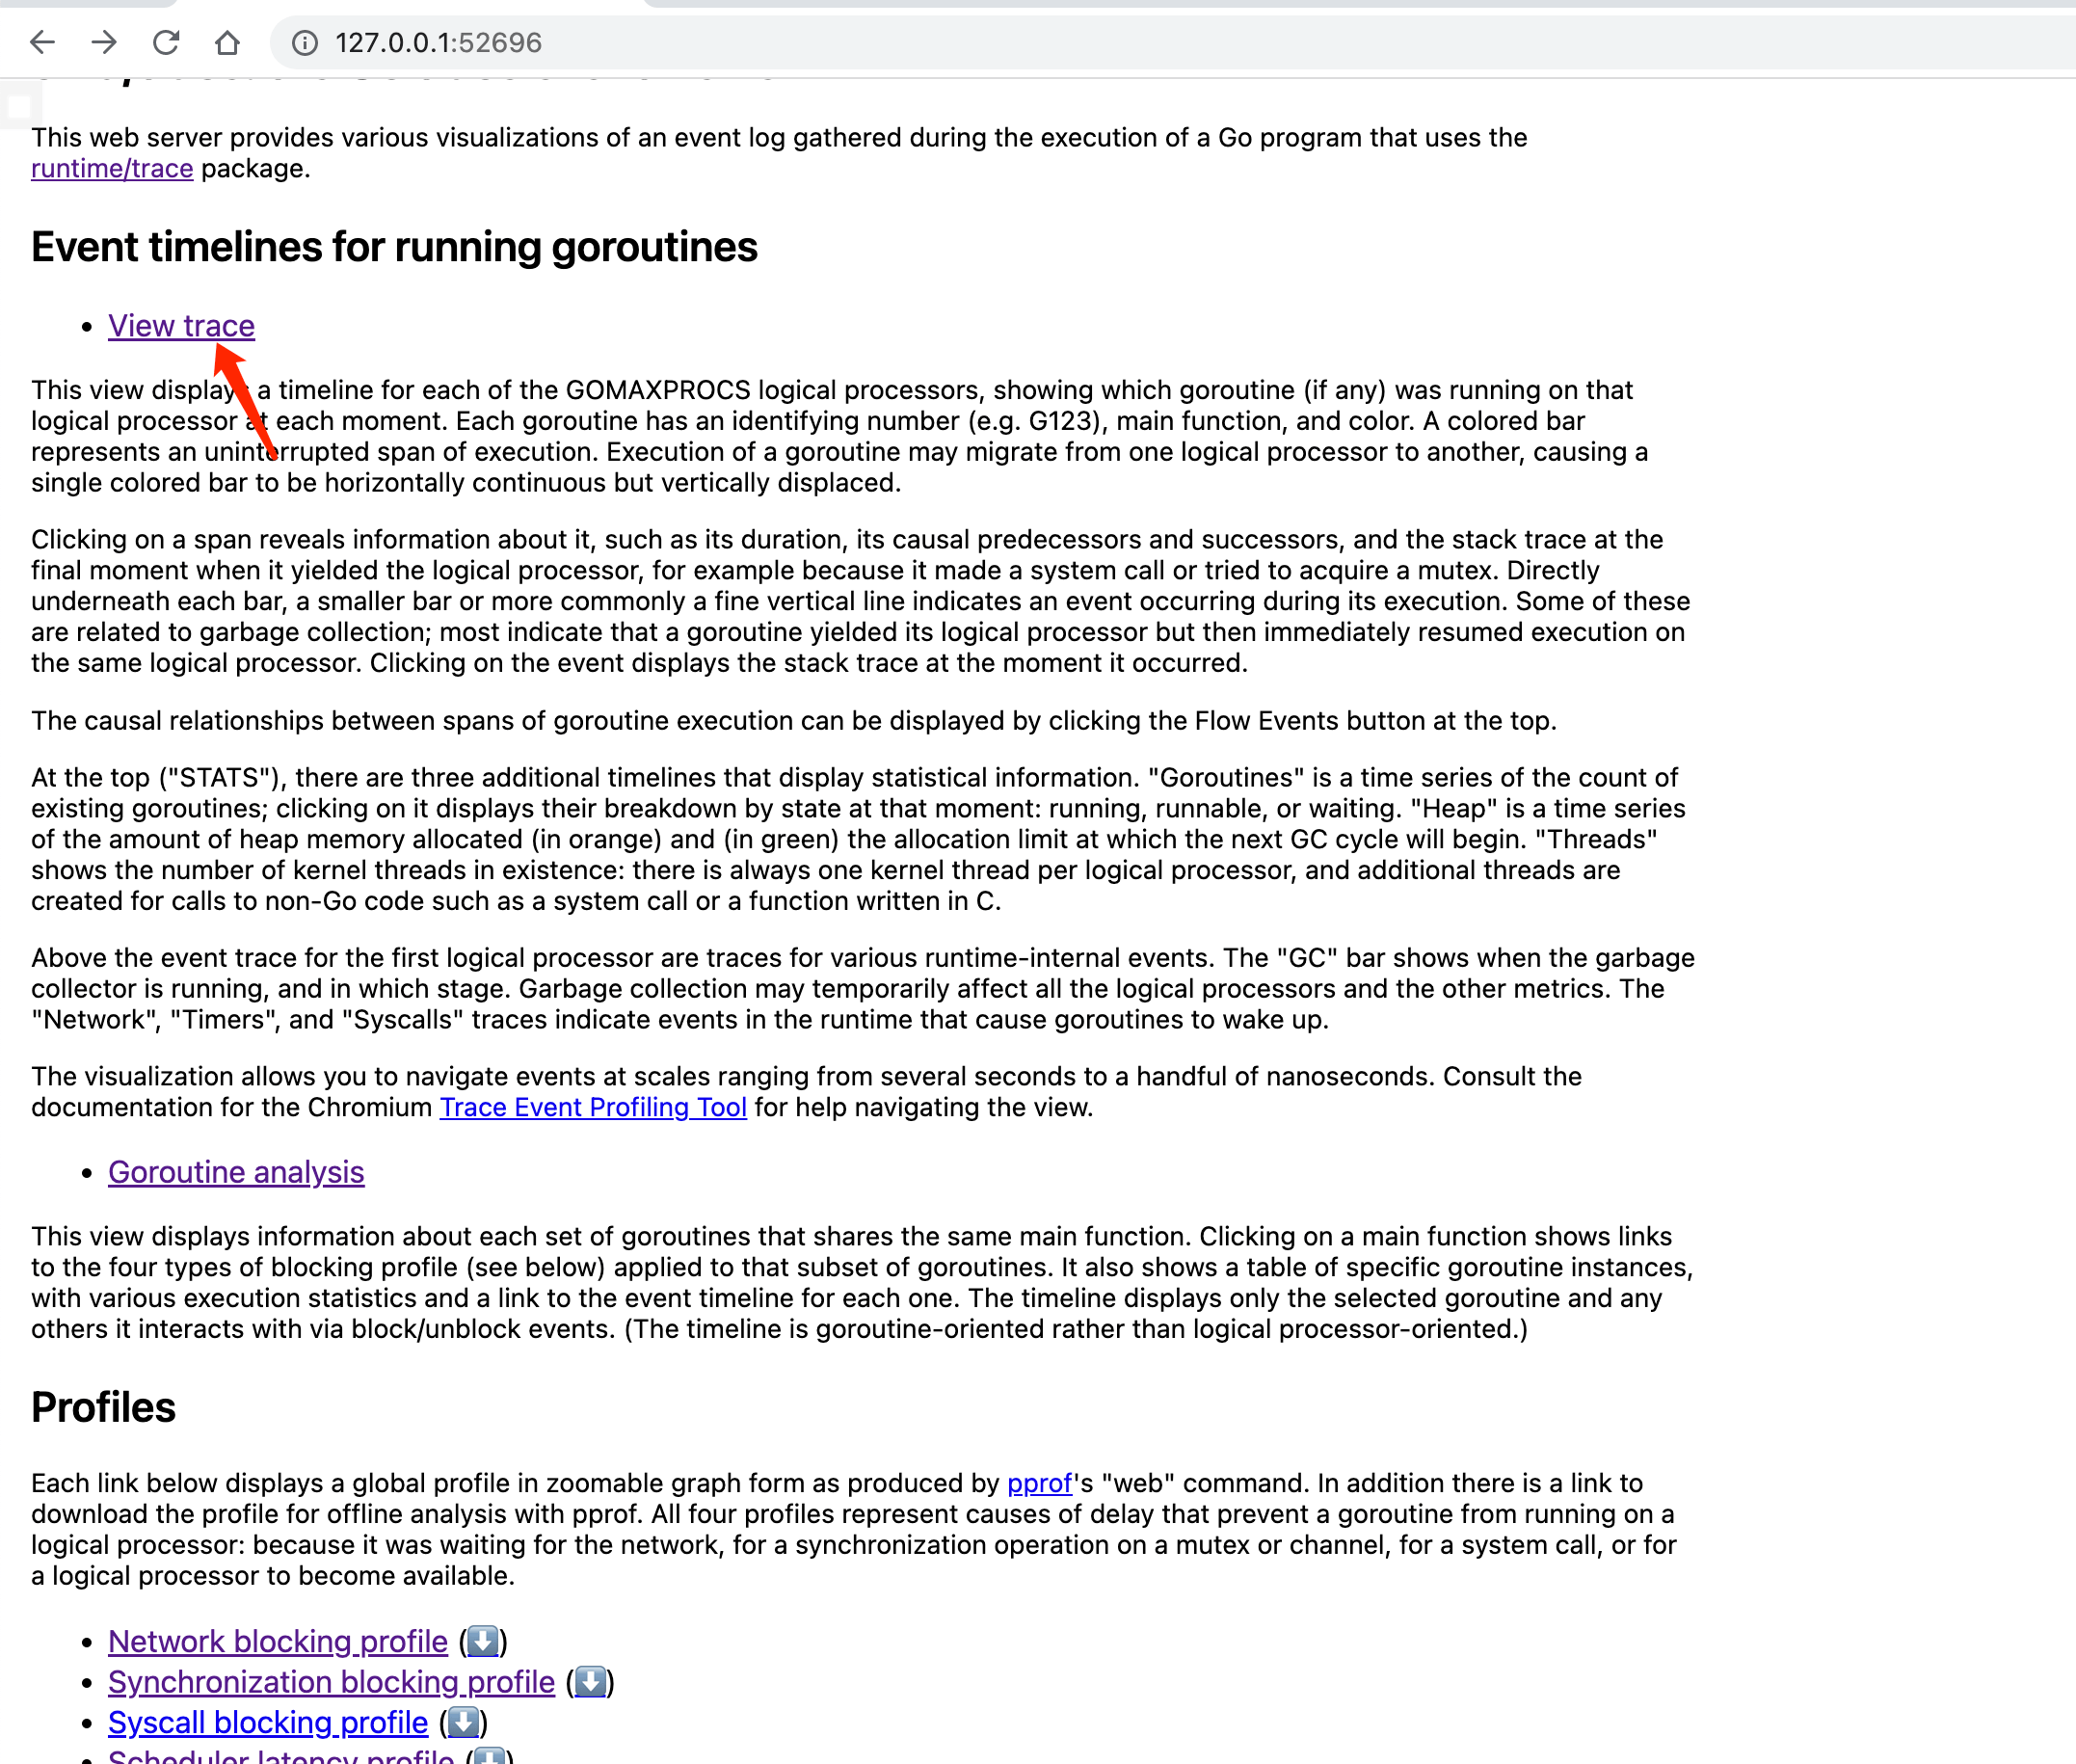 127.0.0.1:52696
This web server provides various visualizations of an event log gathered during the execution of a Go program that uses the
runtime/trace package.
Event timelines for running goroutines
• View trace
This view displays a timeline for each of the GOMAXPROCS logical processors, showing which goroutine (if any) was running on that
logical processor at each moment. Each goroutine has an identifying number (e.g. G123), main function, and color. A colored bar
represents an uninterrupted span of execution. Execution of a goroutine may migrate from one logical processor to another, causing a
single colored bar to be horizontally continuous but vertically displaced.
Clicking on a span reveals information about it, such as its duration, its causal predecessors and successors, and the stack trace at the
final moment when it yielded the logical processor, for example because it made a system call or tried to acquire a mutex. Directly
underneath each bar, a smaller bar or more commonly a fine vertical line indicates an event occurring during its execution. Some of these
are related to garbage collection; most indicate that a goroutine yielded its logical processor but then immediately resumed execution on
the same logical processor. Clicking on the event displays the stack trace at the moment it occurred.
The causal relationships between spans of goroutine execution can be displayed by clicking the Flow Events button at the top.
At the top ("STATS"), there are three additional timelines that display statistical information. "Goroutines" is a time series of the count of
existing goroutines; clicking on it displays their breakdown by state at that moment: running, runnable, or waiting. "Heap" is a time series
of the amount of heap memory allocated (in orange) and (in green) the allocation limit at which the next GC cycle will begin. "Threads"
shows the number of kernel threads in existence: there is always one kernel thread per logical processor, and additional threads are
created for calls to non-Go code such as a system call or a function written in C.
Above the event trace for the first logical processor are traces for various runtime-internal events. The "GC" bar shows when the garbage
collector is running, and in which stage. Garbage collection may temporarily affect all the logical processors and the other metrics. The
"Network", "Timers", and "Syscalls" traces indicate events in the runtime that cause goroutines to wake up.
The visualization allows you to navigate events at scales ranging from several seconds to a handful of nanoseconds. Consult the
documentation for the Chromium Trace Event Profiling Tool for help navigating the view.
• Goroutine analysis
This view displays information about each set of goroutines that shares the same main function. Clicking on a main function shows links
to the four types of blocking profile (see below) applied to that subset of goroutines. It also shows a table of specific goroutine instances,
with various execution statistics and a link to the event timeline for each one. The timeline displays only the selected goroutine and any
others it interacts with via block/unblock events. (The timeline is goroutine-oriented rather than logical processor-oriented.)
Profiles
Each link below displays a global profile in zoomable graph form as produced by pprof's "web" command. In addition there is a link to
download the profile for offline analysis with pprof. All four profiles represent causes of delay that prevent a goroutine from running on a
logical processor: because it was waiting for the network, for a synchronization operation on a mutex or channel, for a system call, or for
a logical processor to become available.
• Network blocking profile (⬇️)
• Synchronization blocking profile (⬇️)
• Syscall blocking profile (⬇️)
• Scheduler latency profile (⬇️)